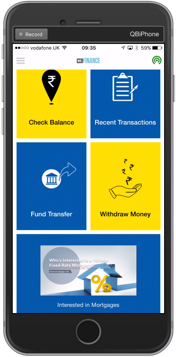 Record
QBiPhone
vodafone UK
09:35
59%
FINANCE
Check Balance
Recent Transactions
Fund Transfer
Withdraw Money
Who's Interested in a
Fixed Rate
Interested in Mortgages